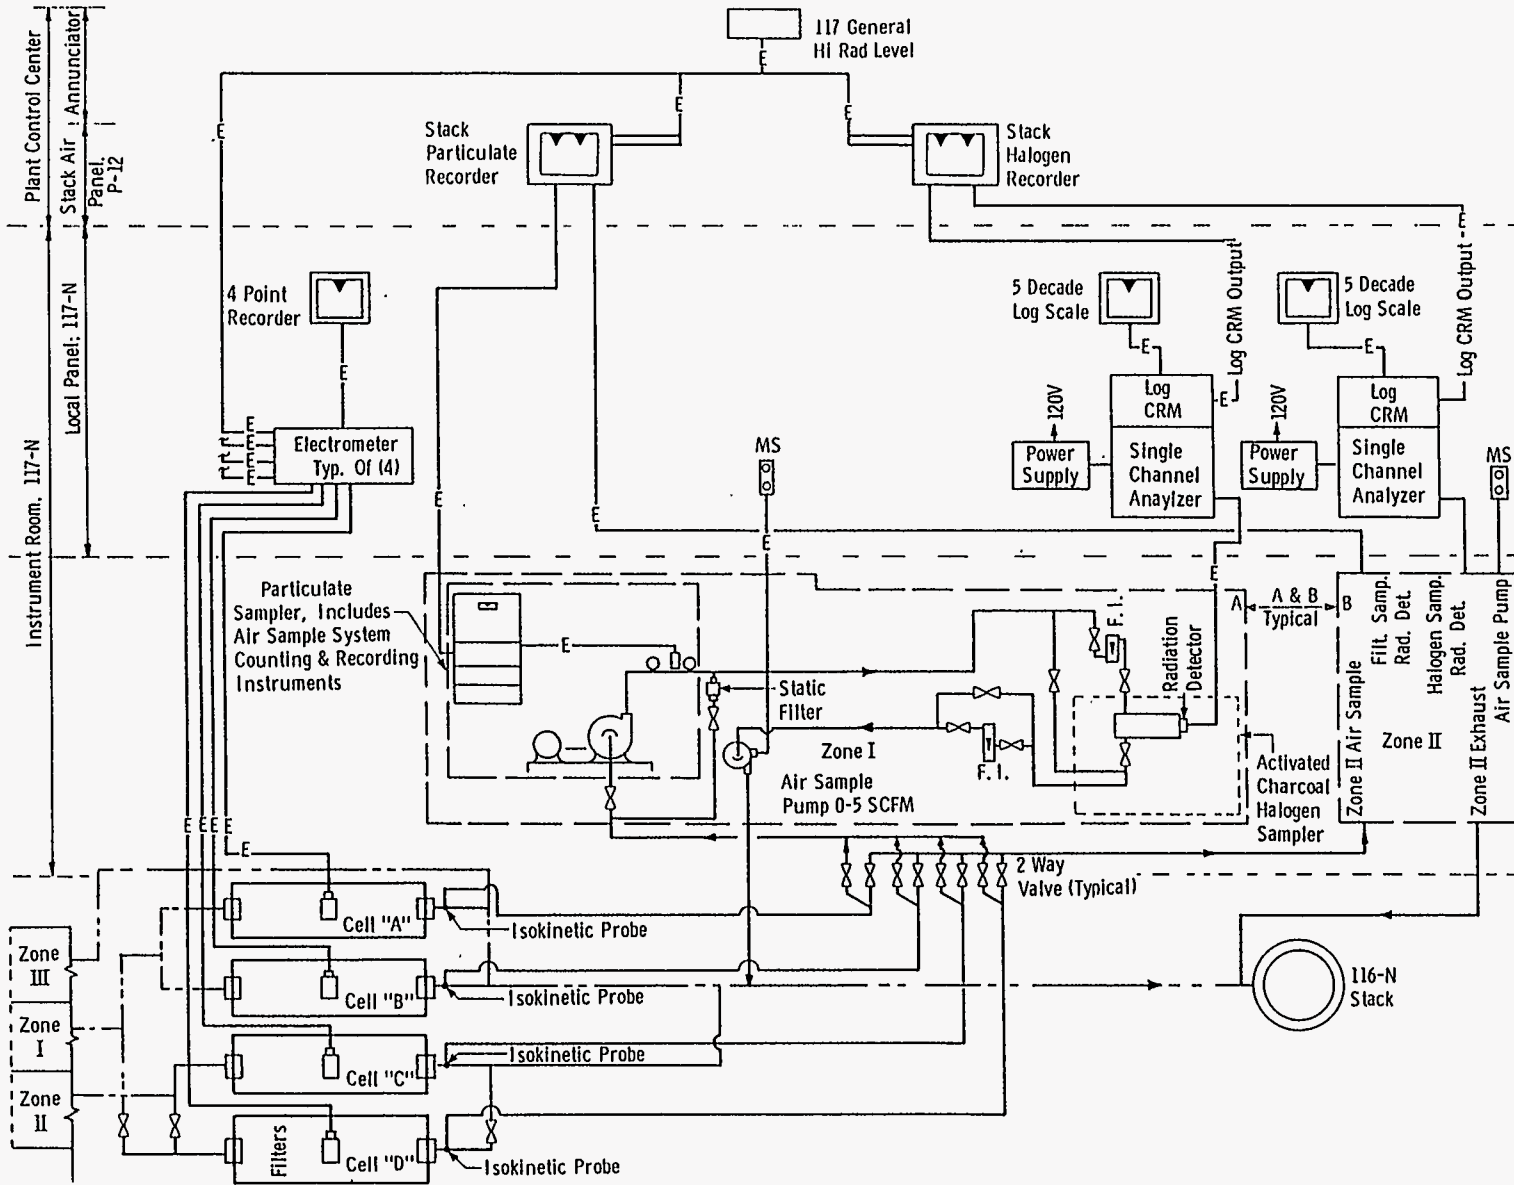 117 General
Hi Rad Level
E
E
E
E
Plant Control Center
Annunciator
Stack Air
Panel.
P-12
Stack
Particulate
Recorder
Stack
Halogen
Recorder
E
Instrument Room. 117-N
Local Panel; 117-N
4 Point
Recorder
E
5 Decade
Log Scale
E
Log CRM Output
5 Decade
Log Scale
E
Log CRM Output
E
E
E
E
E
Electrometer
Typ. Of (4)
120V
Power
Supply
Log
CRM
E
Single
Channel
Anaylzer
120V
Power
Supply
Log
CRM
Single
Channel
Analyzer
MS
MS
E
E
E
E
Particulate
Sampler, Includes
Air Sample System
Counting & Recording
Instruments
E
Static
Filter
Zone I
Air Sample
Pump 0-5 SCFM
F.I.
F.I.
Radiation
Detector
A
A & B
Typical
B
Activated
Charcoal
Halogen
Sampler
Zone II Air Sample
Filt. Samp.
Rad. Det.
Halogen Samp.
Rad. Det.
Zone II
Zone II Exhaust
Air Sample Pump
E
E
E
E
E
2 Way
Valve (Typical)
Cell "A"
Isokinetic Probe
Zone
III
Cell "B"
Isokinetic Probe
116-N
Stack
Zone
I
Cell "C"
Isokinetic Probe
Zone
II
Filters
Cell "D"
Isokinetic Probe